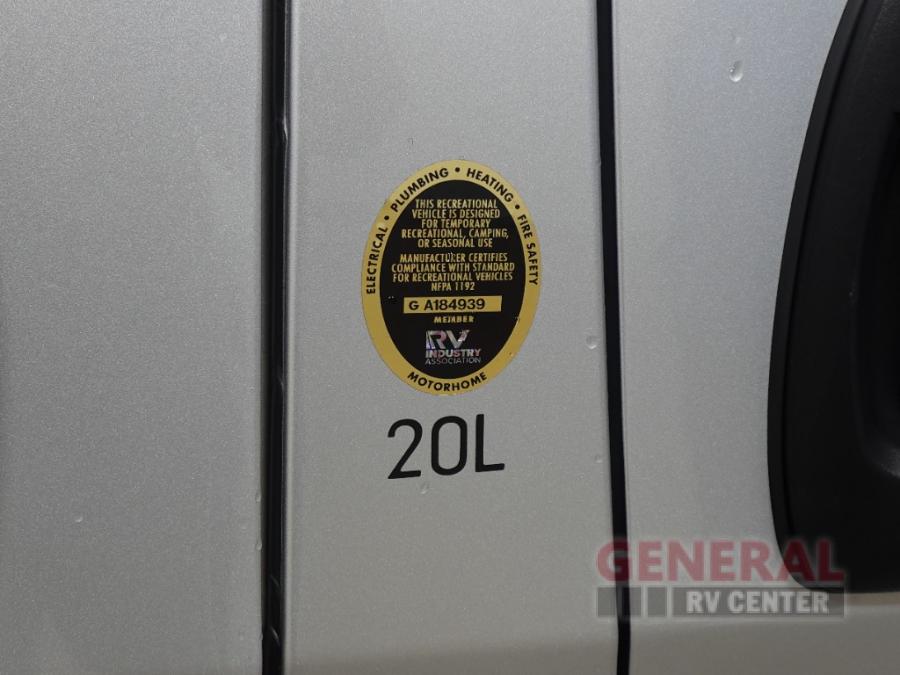 ELECTRICAL • PLUMBING • HEATING • FIRE SAFETY
THIS RECREATIONAL
VEHICLE IS DESIGNED
FOR TEMPORARY
RECREATIONAL, CAMPING,
OR SEASONAL USE
MANUFACTURER CERTIFIES
COMPLIANCE WITH STANDARD
FOR RECREATIONAL VEHICLES
NFPA 1192
G A184939
MEMBER
RV
INDUSTRY
ASSOCIATION
MOTORHOME
20L
GENERAL
RV CENTER